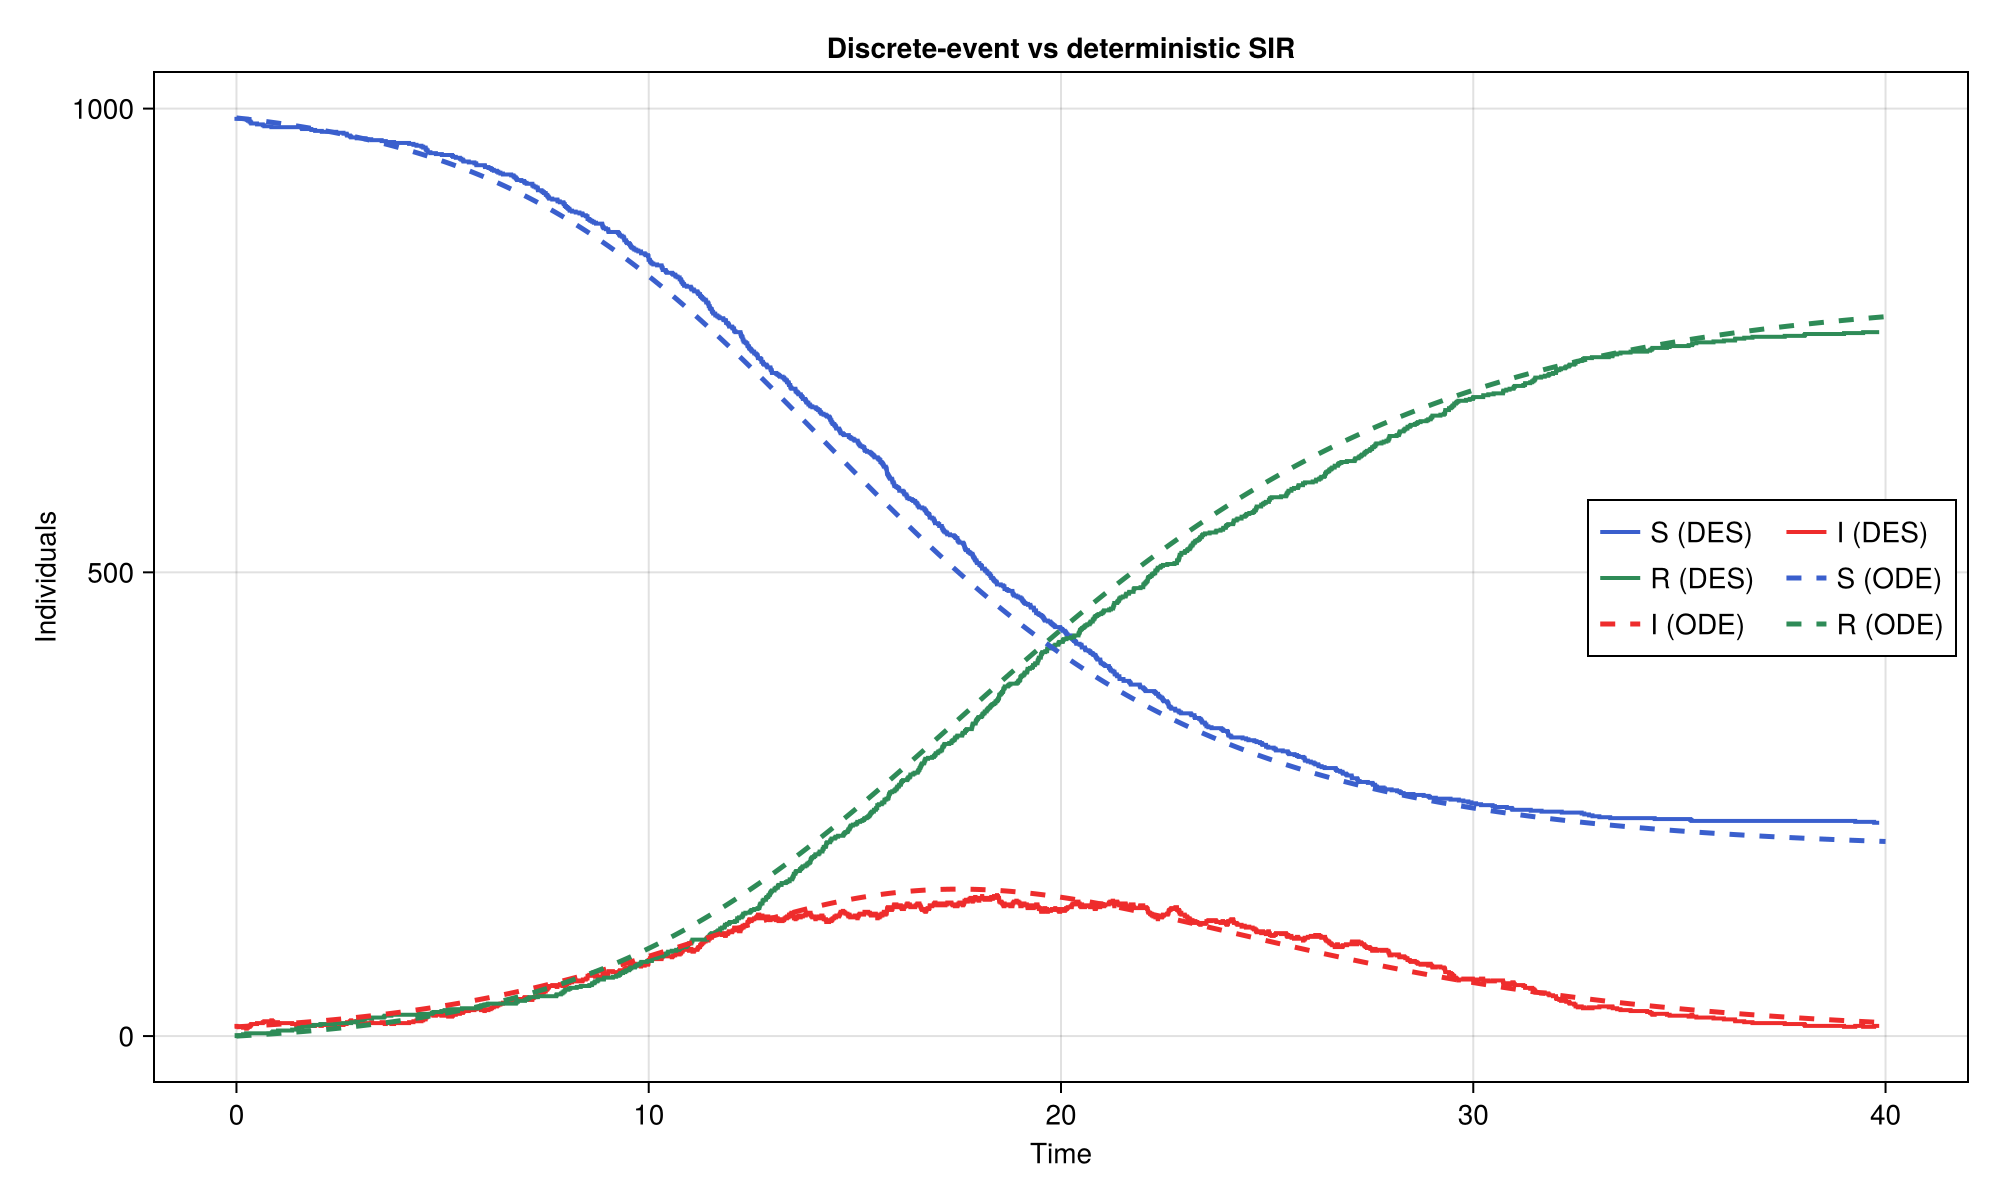 Discrete-event vs deterministic SIR
1000
500
0
Individuals
S (DES) I (DES)
R (DES) S (ODE)
I (ODE) R (ODE)
0 10 20 30 40
Time